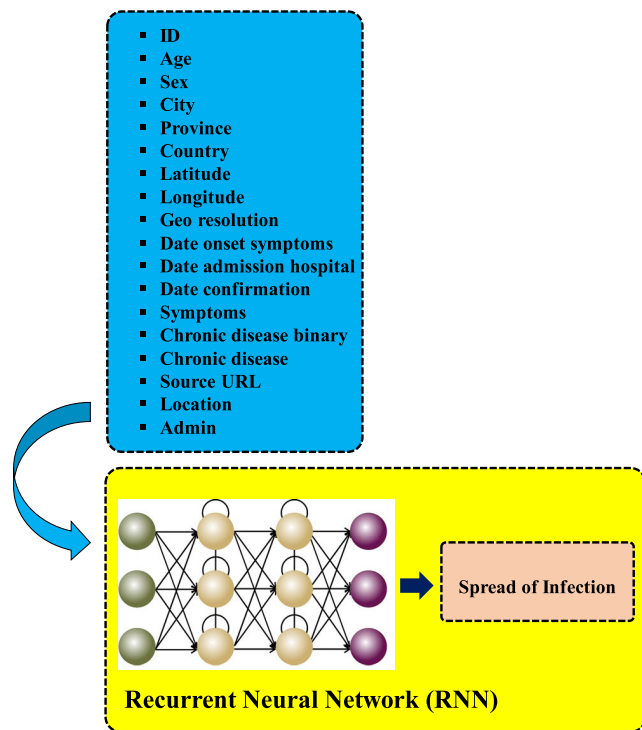 ▪ ID
▪ Age
▪ Sex
▪ City
▪ Province
▪ Country
▪ Latitude
▪ Longitude
▪ Geo resolution
▪ Date onset symptoms
▪ Date admission hospital
▪ Date confirmation
▪ Symptoms
▪ Chronic disease binary
▪ Chronic disease
▪ Source URL
▪ Location
▪ Admin
Spread of Infection
Recurrent Neural Network (RNN)